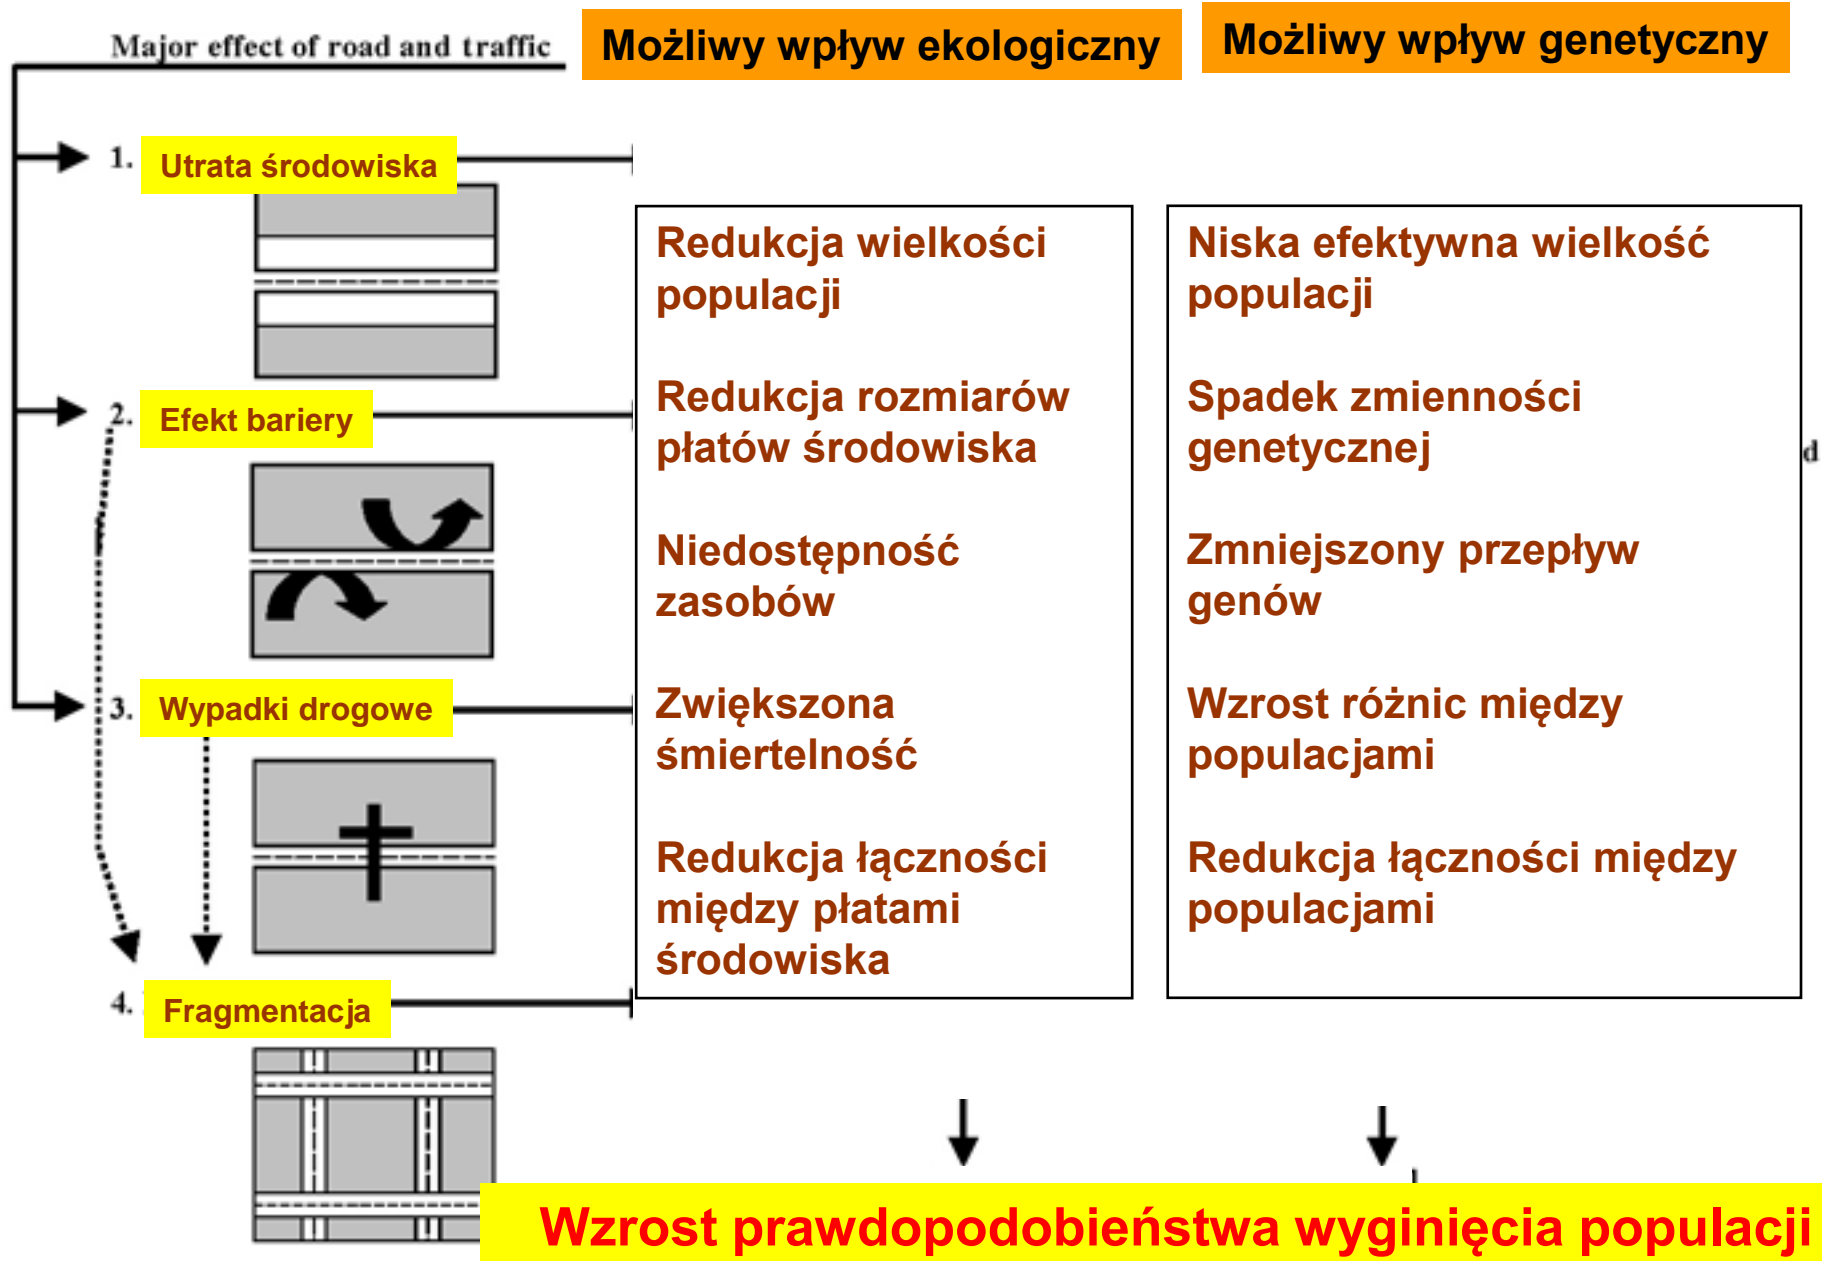 Major effect of road and traffic
Możliwy wpływ ekologiczny
Możliwy wpływ genetyczny
1. Utrata środowiska
2. Efekt bariery
3. Wypadki drogowe
4. Fragmentacja
Redukcja wielkości
populacji
Redukcja rozmiarów
płatów środowiska
Niedostępność
zasobów
Zwiększona
śmiertelność
Redukcja łączności
między płatami
środowiska
Niska efektywna wielkość
populacji
Spadek zmienności
genetycznej
Zmniejszony przepływ
genów
Wzrost różnic między
populacjami
Redukcja łączności między
populacjami
d
Wzrost prawdopodobieństwa wyginięcia populacji